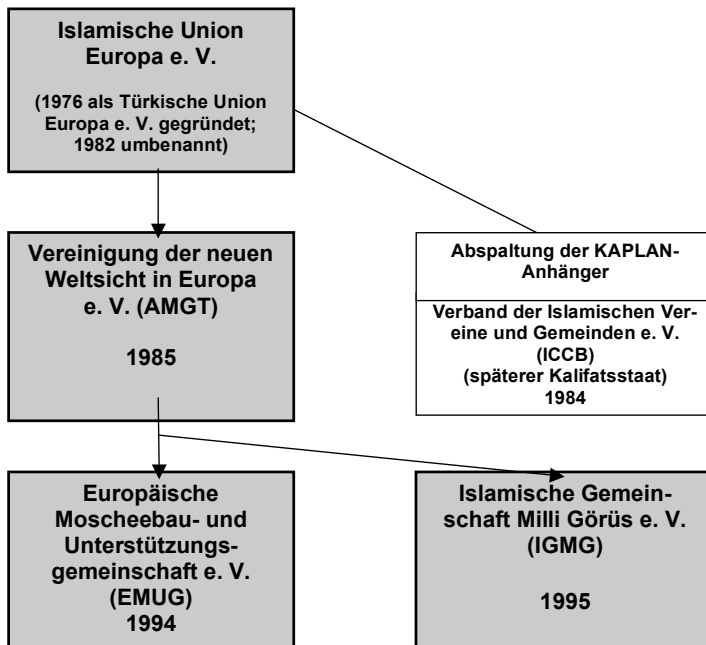 Islamische Union
Europa e. V.
(1976 als Türkische Union
Europa e. V. gegründet;
1982 umbenannt)
Vereinigung der neuen
Weltsicht in Europa
e. V. (AMGT)
1985
Abspaltung der KAPLAN-
Anhänger
Verband der Islamischen Ver-
eine und Gemeinden e. V.
(ICCB)
(späterer Kalifatsstaat)
1984
Europäische
Moscheebau- und
Unterstützungs-
gemeinschaft e. V.
(EMUG)
1994
Islamische Gemein-
schaft Milli Görüs e. V.
(IGMG)
1995